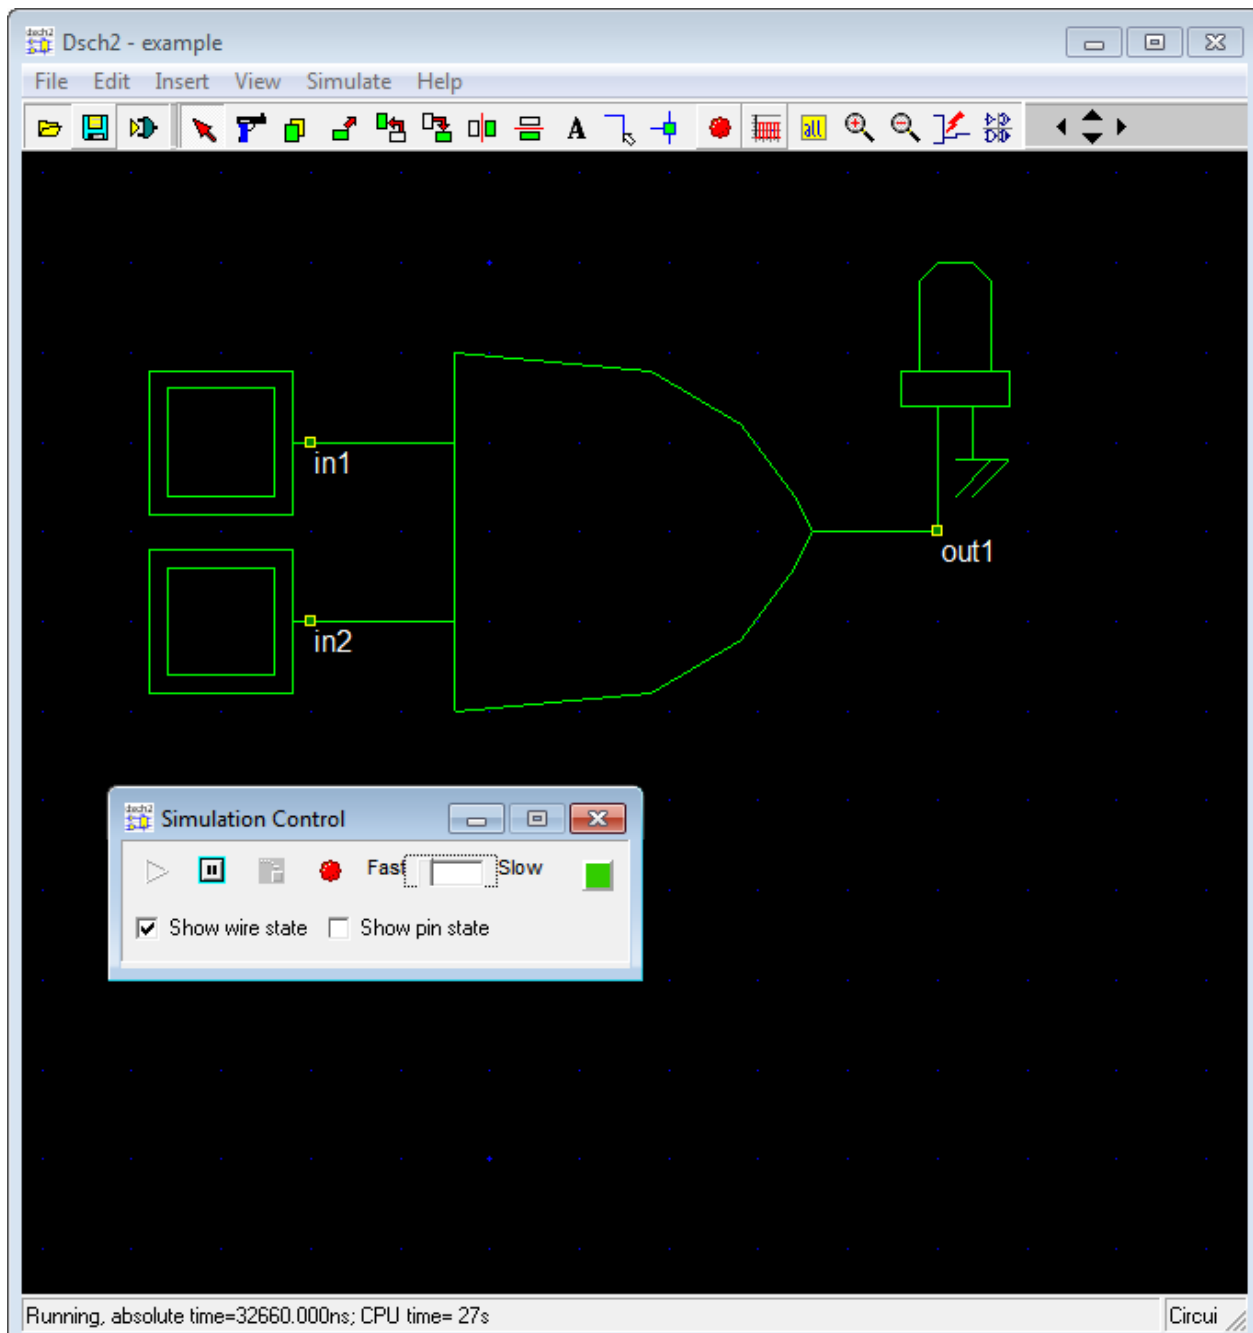 Dsch2 - example
File Edit Insert View Simulate Help
A
all
in1
in2
out1
Simulation Control
Fast Slow
Show wire state Show pin state
Running, absolute time=32660.000ns; CPU time= 27s
Circui